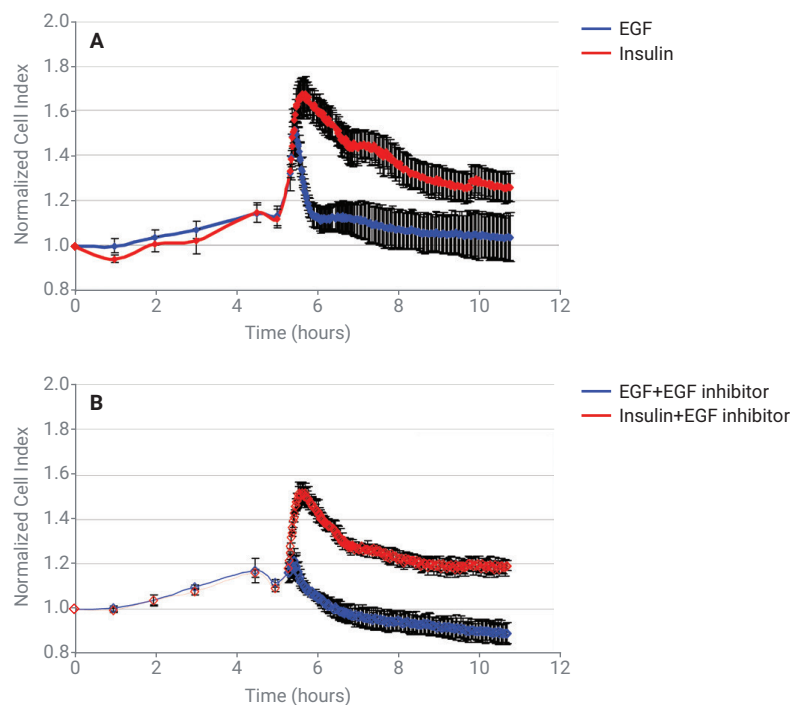 A
EGF
Insulin
Normalized Cell Index
2.0
1.8
1.6
1.4
1.2
1.0
0.8
0 2 4 6 8 10 12
Time (hours)
B
EGF+EGF inhibitor
Insulin+EGF inhibitor
Normalized Cell Index
2.0
1.8
1.6
1.4
1.2
1.0
0.8
0 2 4 6 8 10 12
Time (hours)